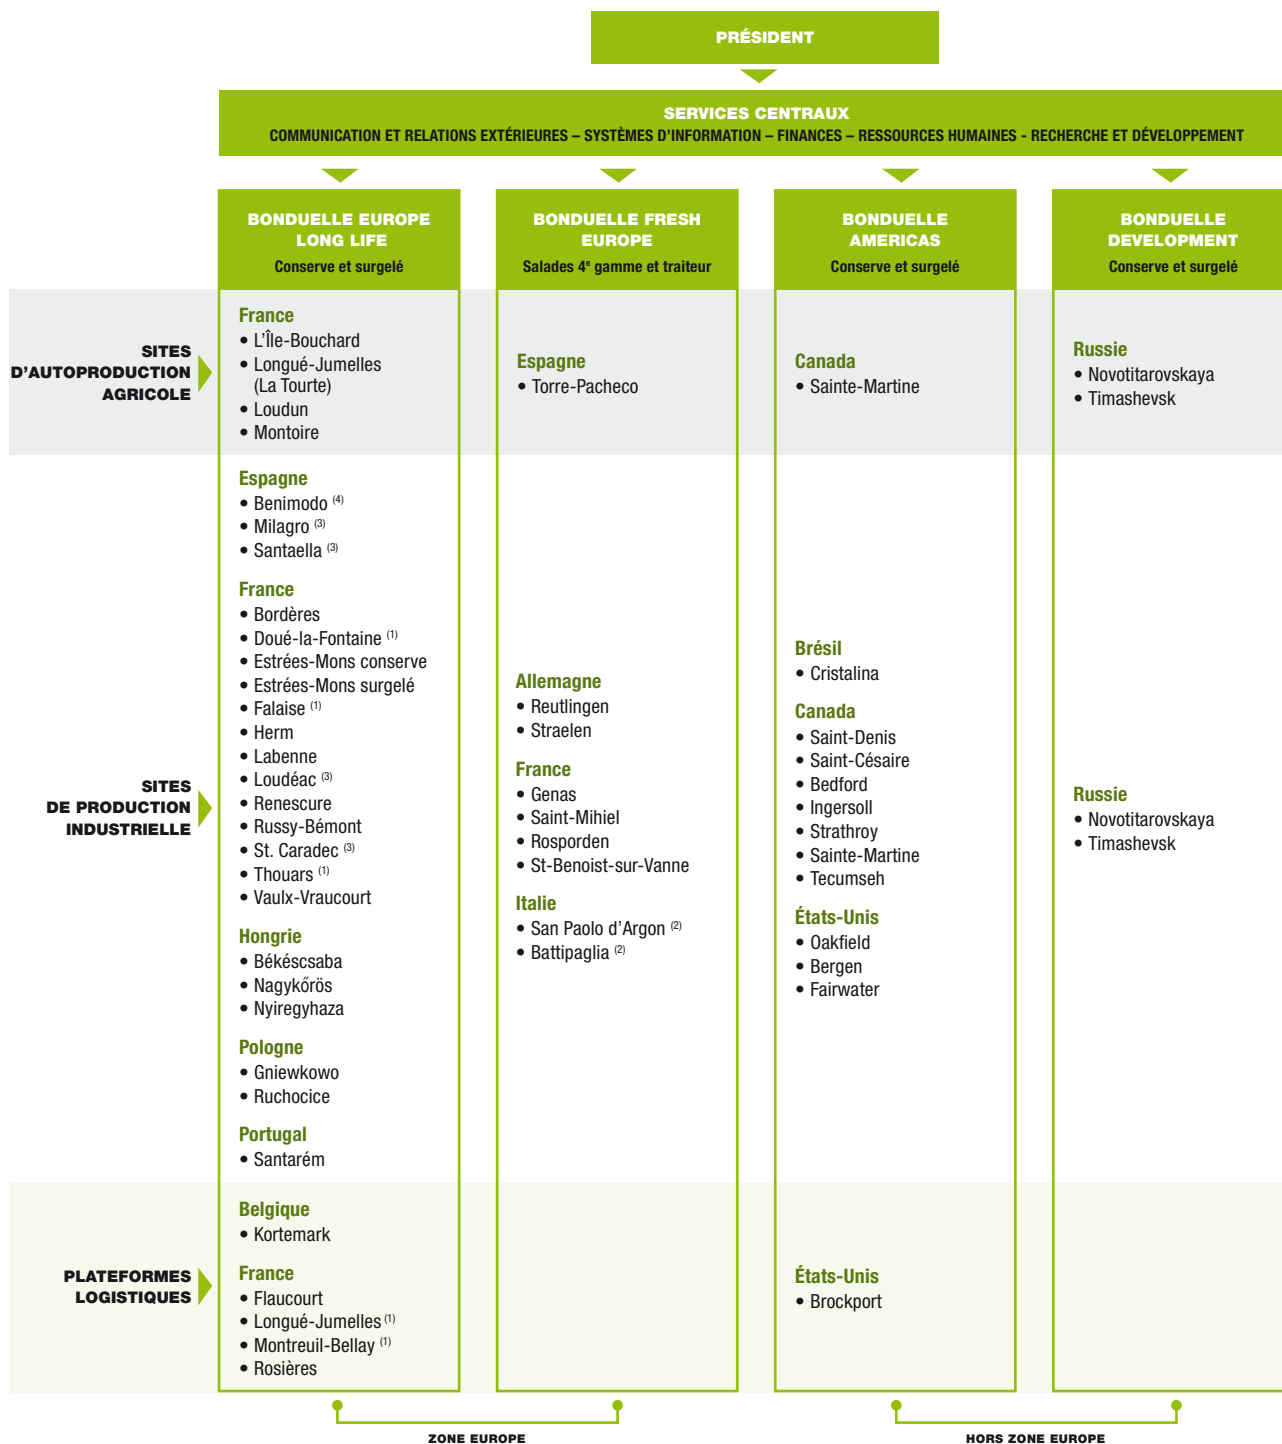 PRÉSIDENT
SERVICES CENTRAUX
COMMUNICATION ET RELATIONS EXTÉRIEURES – SYSTÈMES D'INFORMATION – FINANCES – RESSOURCES HUMAINES - RECHERCHE ET DÉVELOPPEMENT
BONDUELLE EUROPE
LONG LIFE
Conserve et surgelé
BONDUELLE FRESH
EUROPE
Salades 4e gamme et traiteur
BONDUELLE
AMERICAS
Conserve et surgelé
BONDUELLE
DEVELOPMENT
Conserve et surgelé
SITES
D'AUTOPRODUCTION
AGRICOLE
France
• L'Île-Bouchard
• Longué-Jumelles
(La Tourte)
• Loudun
• Montoire
Espagne
• Torre-Pacheco
Canada
• Sainte-Martine
Russie
• Novotitarovskaya
• Timashevsk
SITES
DE PRODUCTION
INDUSTRIELLE
Espagne
• Benimodo (4)
• Milagro (3)
• Santaella (3)
France
• Bordères
• Doué-la-Fontaine (1)
• Estrées-Mons conserve
• Estrées-Mons surgelé
• Falaise (1)
• Herm
• Labenne
• Loudéac (3)
• Renescure
• Russy-Bémont
• St. Caradec (3)
• Thouars (1)
• Vaulx-Vraucourt
Hongrie
• Békéscsaba
• Nagykőrös
• Nyiregyhaza
Pologne
• Gniewkowo
• Ruchocice
Portugal
• Santarém
Allemagne
• Reutlingen
• Straelen
France
• Genas
• Saint-Mihiel
• Rosporden
• St-Benoist-sur-Vanne
Italie
• San Paolo d'Argon (2)
• Battipaglia (2)
Brésil
• Cristalina
Canada
• Saint-Denis
• Saint-Césaire
• Bedford
• Ingersoll
• Strathroy
• Sainte-Martine
• Tecumseh
États-Unis
• Oakfield
• Bergen
• Fairwater
Russie
• Novotitarovskaya
• Timashevsk
PLATEFORMES
LOGISTIQUES
Belgique
• Kortemark
France
• Flaucourt
• Longué-Jumelles (1)
• Montreuil-Bellay (1)
• Rosières
États-Unis
• Brockport
ZONE EUROPE
HORS ZONE EUROPE